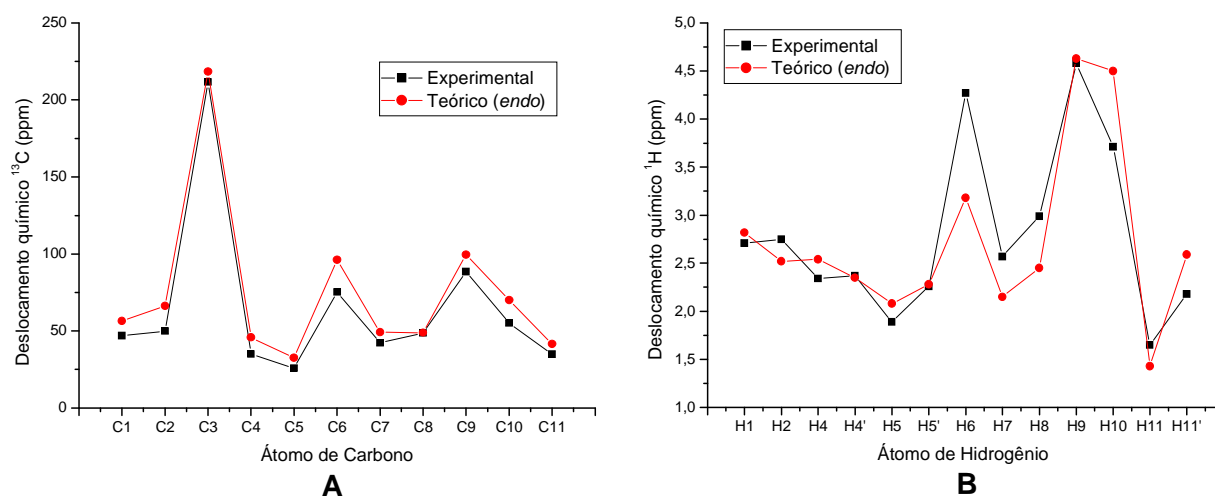 250
200
150
100
50
0
Deslocamento químico ¹³C (ppm)
Experimental
Teórico (endo)
C1 C2 C3 C4 C5 C6 C7 C8 C9 C10 C11
Átomo de Carbono
A
5,0
4,5
4,0
3,5
3,0
2,5
2,0
1,5
1,0
Deslocamento químico ¹H (ppm)
Experimental
Teórico (endo)
H1 H2 H4 H4' H5 H5' H6 H7 H8 H9 H10 H11 H11'
Átomo de Hidrogênio
B